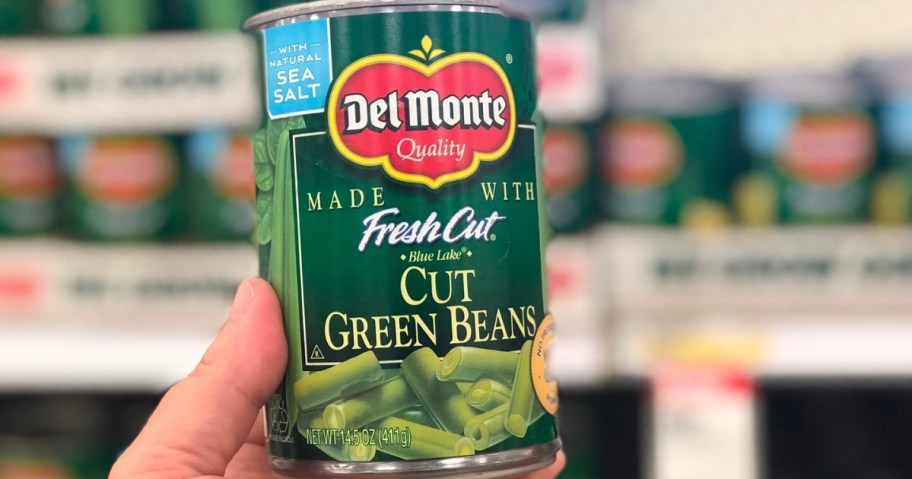 WITH
NATURAL
SEA
SALT
Del Monte®
Quality
MADE WITH
Fresh Cut®
Blue Lake®
CUT
GREEN BEANS
K
NET WT 14.5 OZ (411g)